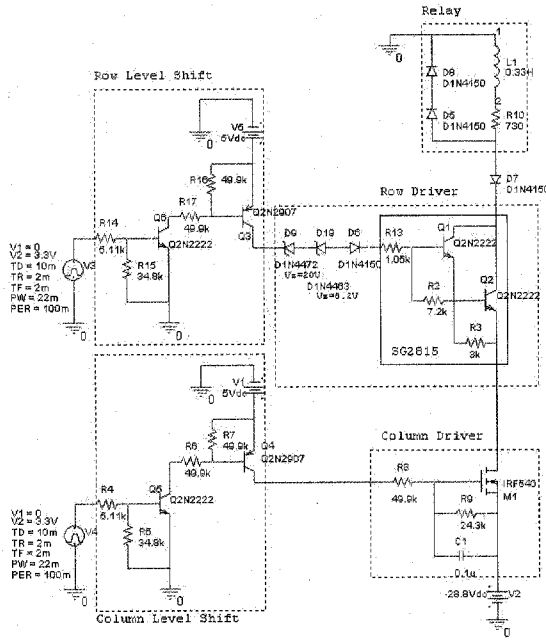 Relay
1
0
L1
0.33H
D8
D1N4150
2
R10
730
D5
D1N4150
D7
D1N4150
Row Level Shift
0
V5
5Vdc
R16
49.9k
R17
49.9k
Q2N2907
Q3
Q6
Q2N2222
R14
5.11k
R15
34.8k
V1 = 0
V2 = 3.3V
TD = 10m
TR = 2m
TF = 2m
PW = 22m
PER = 100m
V3
0
0
Row Driver
D9
D1N4472
Vz=20V
D19
D1N4463
Vz=8.2V
D6
D1N4150
R13
1.05k
Q1
Q2N2222
Q2
Q2N2222
R2
7.2k
R3
3k
SG2815
0
V1
5Vdc
R7
49.9k
R6
49.9k
Q4
Q2N2907
Q5
Q2N2222
R4
5.11k
R5
34.8k
V1 = 0
V2 = 3.3V
TD = 10m
TR = 2m
TF = 2m
PW = 22m
PER = 100m
V4
0
0
Column Level Shift
Column Driver
R8
49.9k
IRF540
M1
R9
24.3k
C1
0.1u
-28.8Vdc
V2
0